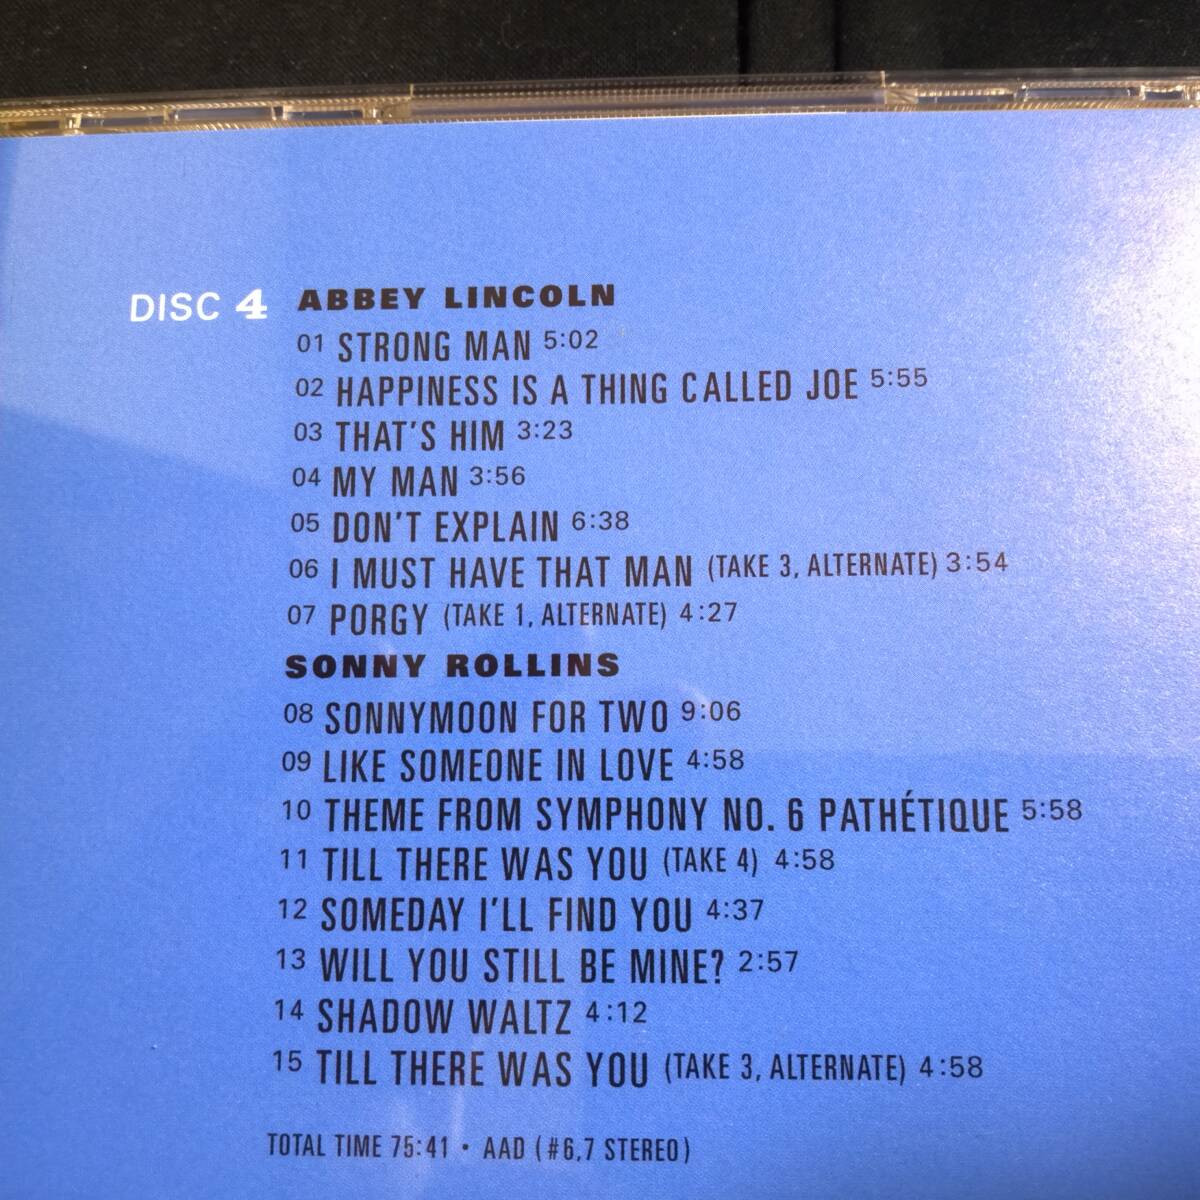 DISC 4 ABBEY LINCOLN
01 STRONG MAN 5:02
02 HAPPINESS IS A THING CALLED JOE 5:55
03 THAT'S HIM 3:23
04 MY MAN 3:56
05 DON'T EXPLAIN 6:38
06 I MUST HAVE THAT MAN (TAKE 3, ALTERNATE) 3:54
07 PORGY (TAKE 1, ALTERNATE) 4:27
SONNY ROLLINS
08 SONNYMOON FOR TWO 9:06
09 LIKE SOMEONE IN LOVE 4:58
10 THEME FROM SYMPHONY NO. 6 PATHÉTIQUE 5:58
11 TILL THERE WAS YOU (TAKE 4) 4:58
12 SOMEDAY I'LL FIND YOU 4:37
13 WILL YOU STILL BE MINE? 2:57
14 SHADOW WALTZ 4:12
15 TILL THERE WAS YOU (TAKE 3, ALTERNATE) 4:58
TOTAL TIME 75:41 • AAD (#6,7 STEREO)